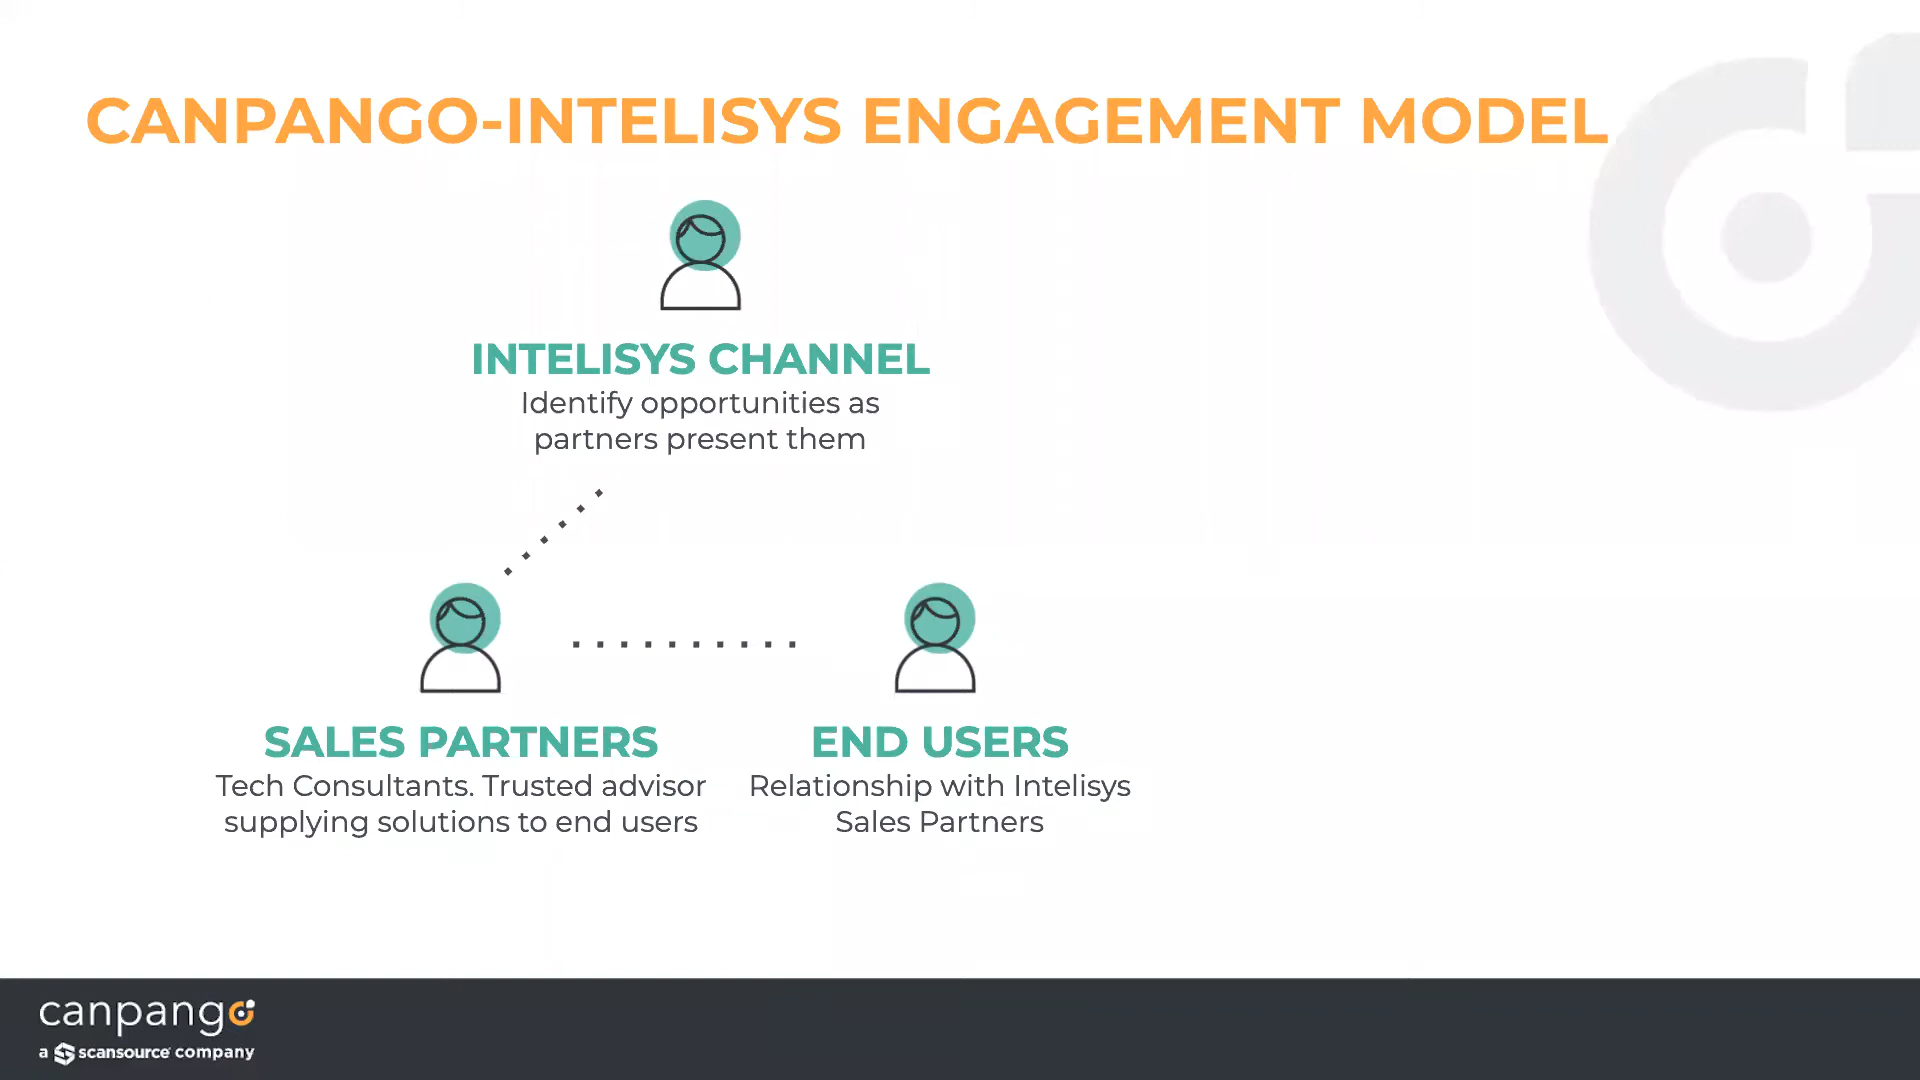 CANPANGO-INTELISYS ENGAGEMENT MODEL
INTELISYS CHANNEL
Identify opportunities as
partners present them
SALES PARTNERS
Tech Consultants. Trusted advisor
supplying solutions to end users
END USERS
Relationship with Intelisys
Sales Partners
canpango
a scansource company